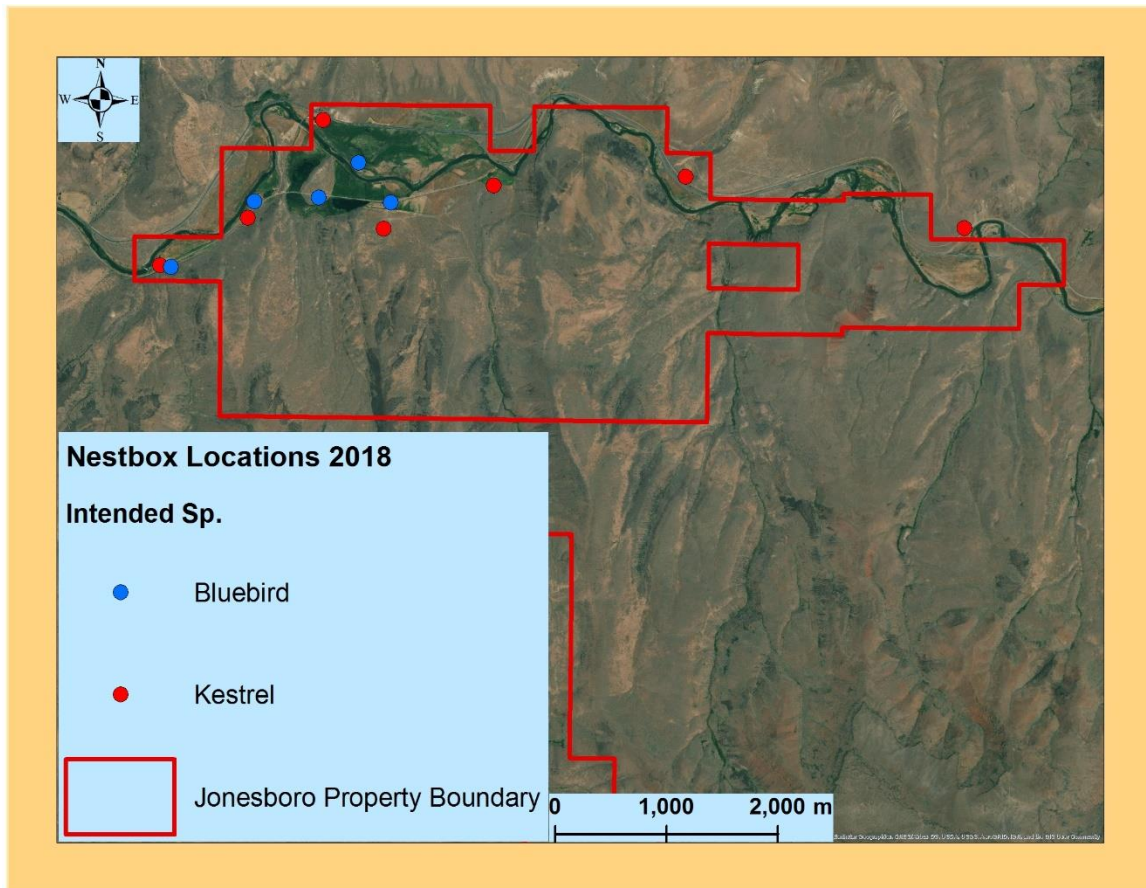 N
W E
S
Nestbox Locations 2018
Intended Sp.
Bluebird
Kestrel
Jonesboro Property Boundary
0 1,000 2,000 m